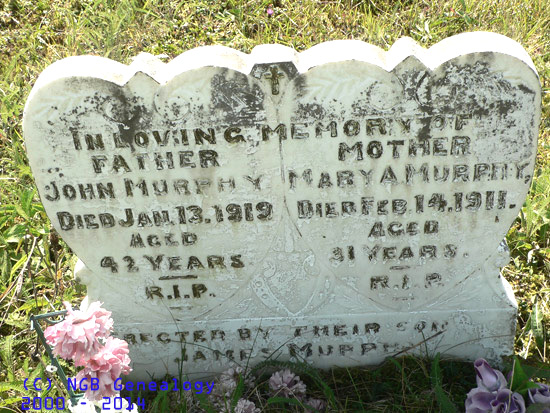 IN LOVING MEMORY OF
FATHER
JOHN MURPHY
DIED JAN. 13. 1919
AGED
42 YEARS
R.I.P.
MOTHER
MARY A MURPHY.
DIED FEB. 14. 1911.
AGED
31 YEARS.
R.I.P.
ERECTED BY THEIR SON
JAMES MURPHY
(C) NGB Genealogy
2000 - 2014